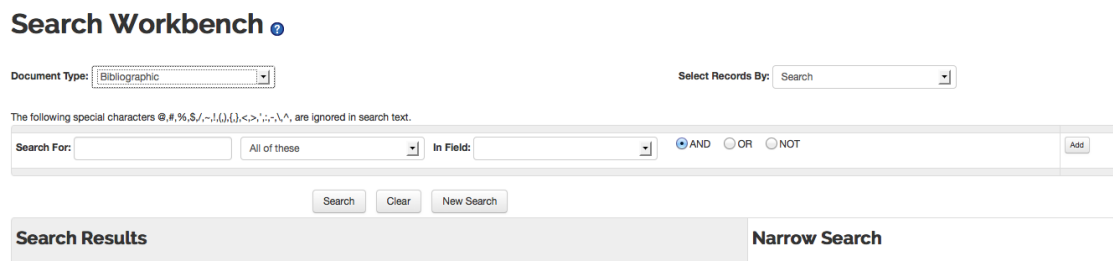 Search Workbench ?
Document Type: Bibliographic Select Records By: Search
The following special characters @,#,%,$,/,~,!,(,),{,},<,>,',:,-,\,^, are ignored in search text.
Search For: All of these In Field: AND OR NOT Add
Search Clear New Search
Search Results Narrow Search